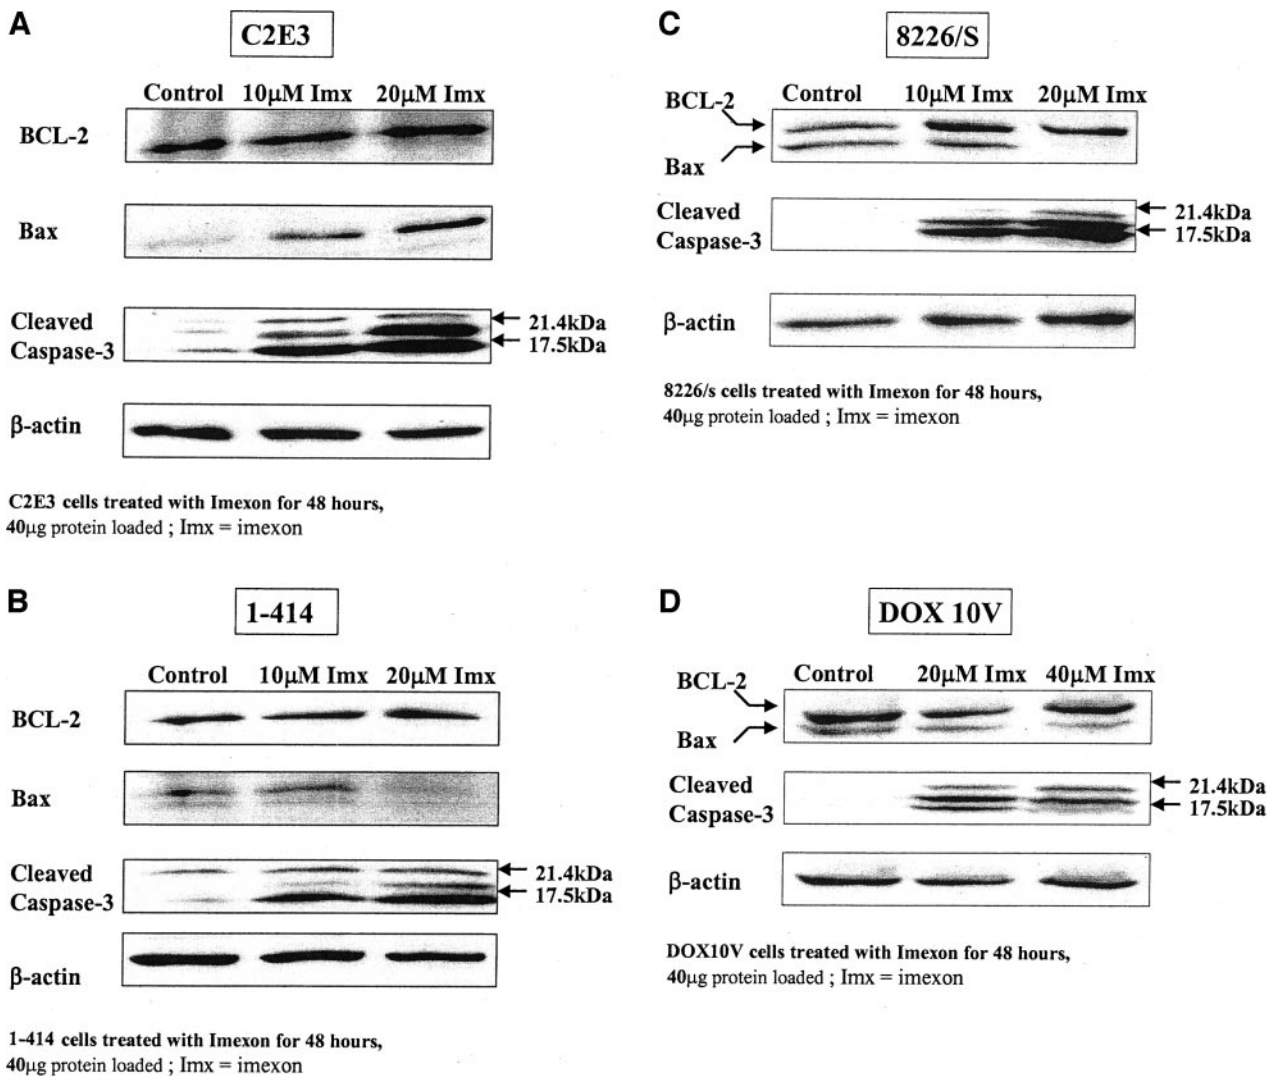 A
C2E3
Control 10μM Imx 20μM Imx
BCL-2
Bax
Cleaved
Caspase-3
21.4kDa
17.5kDa
β-actin
C2E3 cells treated with Imexon for 48 hours,
40μg protein loaded ; Imx = imexon
B
1-414
Control 10μM Imx 20μM Imx
BCL-2
Bax
Cleaved
Caspase-3
21.4kDa
17.5kDa
β-actin
1-414 cells treated with Imexon for 48 hours,
40μg protein loaded ; Imx = imexon
C
8226/S
Control 10μM Imx 20μM Imx
BCL-2
Bax
Cleaved
Caspase-3
21.4kDa
17.5kDa
β-actin
8226/s cells treated with Imexon for 48 hours,
40μg protein loaded ; Imx = imexon
D
DOX 10V
Control 20μM Imx 40μM Imx
BCL-2
Bax
Cleaved
Caspase-3
21.4kDa
17.5kDa
β-actin
DOX10V cells treated with Imexon for 48 hours,
40μg protein loaded ; Imx = imexon